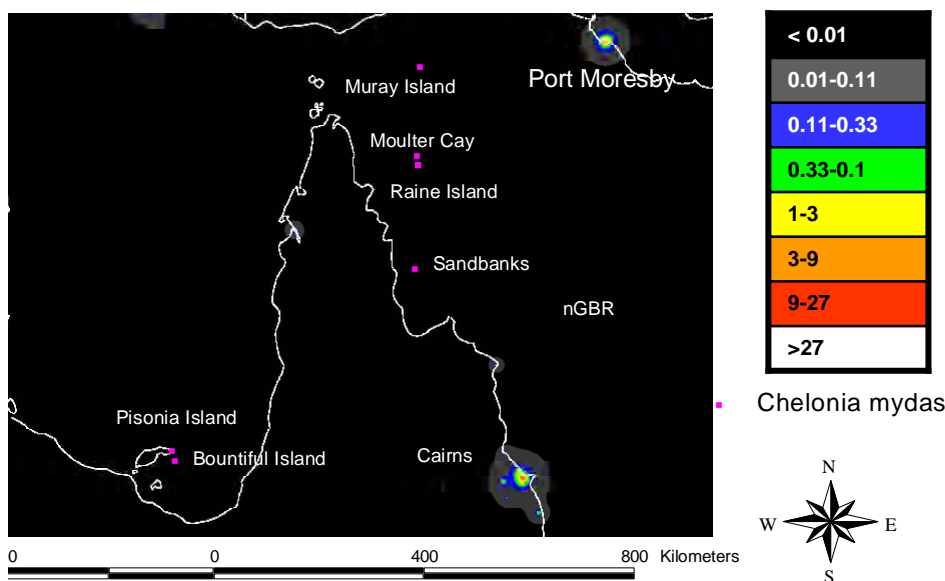 Muray Island
Port Moresby
Moulter Cay
Raine Island
Sandbanks
nGBR
Pisonia Island
Bountiful Island
Cairns
0 0 400 800 Kilometers
< 0.01
0.01-0.11
0.11-0.33
0.33-0.1
1-3
3-9
9-27
>27
Chelonia mydas
N
W E
S